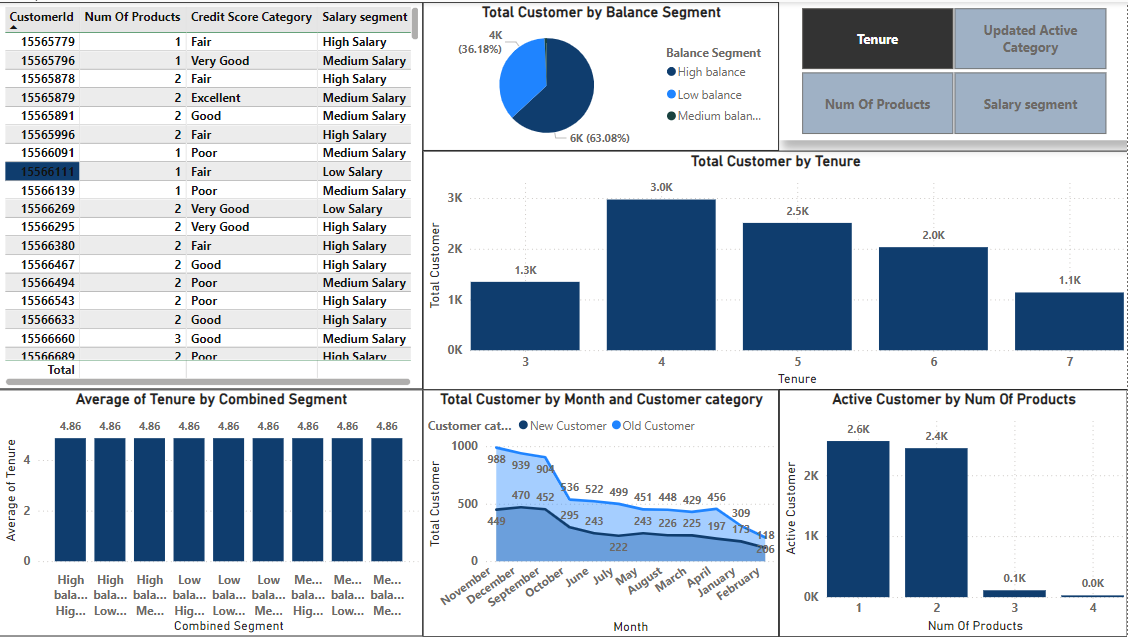 CustomerId Num Of Products Credit Score Category Salary segment
15565779 1 Fair High Salary
15565796 1 Very Good Medium Salary
15565878 2 Fair High Salary
15565879 2 Excellent Medium Salary
15565891 2 Good Medium Salary
15565996 2 Fair High Salary
15566091 1 Poor Medium Salary
15566111 1 Fair Low Salary
15566139 1 Poor Medium Salary
15566269 2 Very Good Low Salary
15566295 2 Very Good High Salary
15566380 2 Fair High Salary
15566467 2 Good High Salary
15566494 2 Poor Medium Salary
15566543 2 Poor High Salary
15566633 2 Good High Salary
15566660 3 Good Medium Salary
15566689 2 Poor High Salary
Total
Total Customer by Balance Segment
4K
(36.18%)
6K (63.08%)
Balance Segment
High balance
Low balance
Medium balan...
Tenure
Updated Active
Category
Num Of Products
Salary segment
Total Customer by Tenure
Total Customer
3K
2K
1K
0K
1.3K
3.0K
2.5K
2.0K
1.1K
3 4 5 6 7
Tenure
Average of Tenure by Combined Segment
Average of Tenure
4
2
0
4.86 4.86 4.86 4.86 4.86 4.86 4.86 4.86 4.86
High High High Low Low Low Me... Me... Me...
bala... bala... bala... bala... bala... bala... bala... bala... bala...
Hig... Low... Me... Hig... Low... Me... Hig... Low... Me...
Combined Segment
Total Customer by Month and Customer category
Customer cat... New Customer Old Customer
Total Customer
1000
500
0
988 939 904 536 522 499 451 448 429 456 309 118
449 470 452 295 243 222 243 226 225 197 173 206
November December September October June July May August March April January February
Month
Active Customer by Num Of Products
Active Customer
2K
1K
0K
2.6K
2.4K
0.1K
0.0K
1 2 3 4
Num Of Products